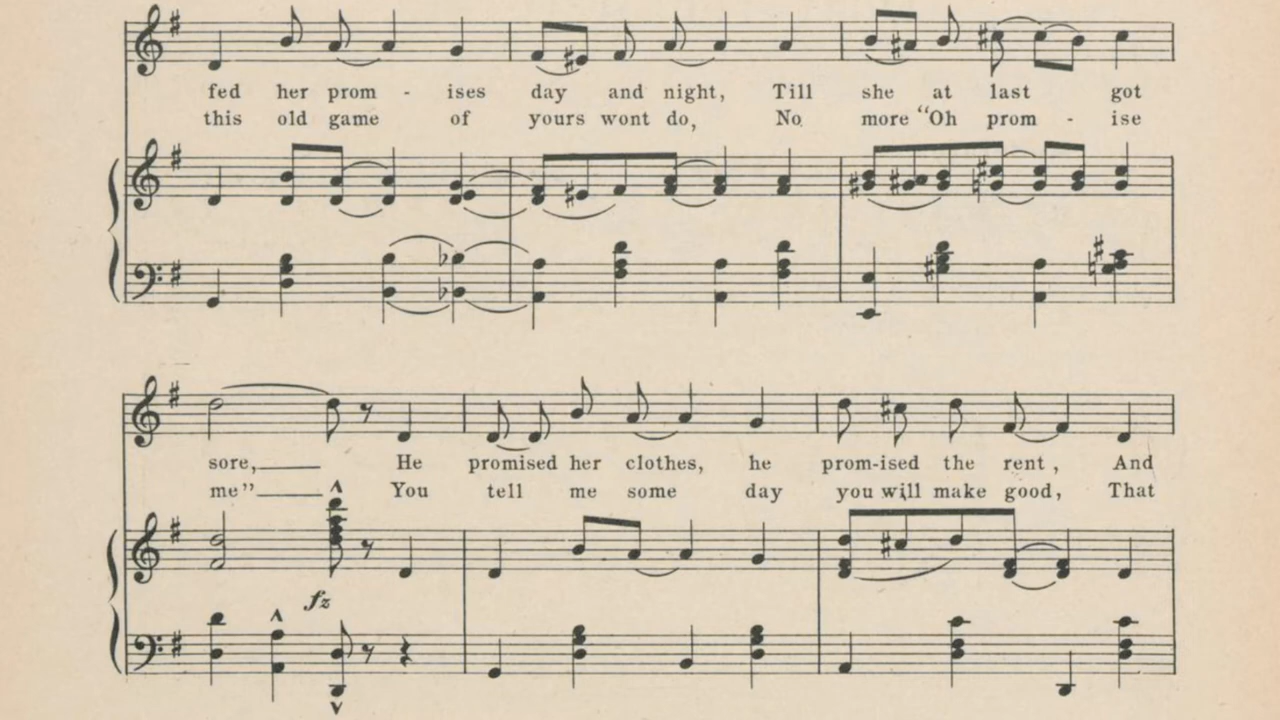 fed her prom - ises day and night, Till she at last got
this old game of yours wont do, No more “Oh prom - ise
sore, He promised her clothes, he prom-ised the rent, And
me” You tell me some day you will make good, That
fz